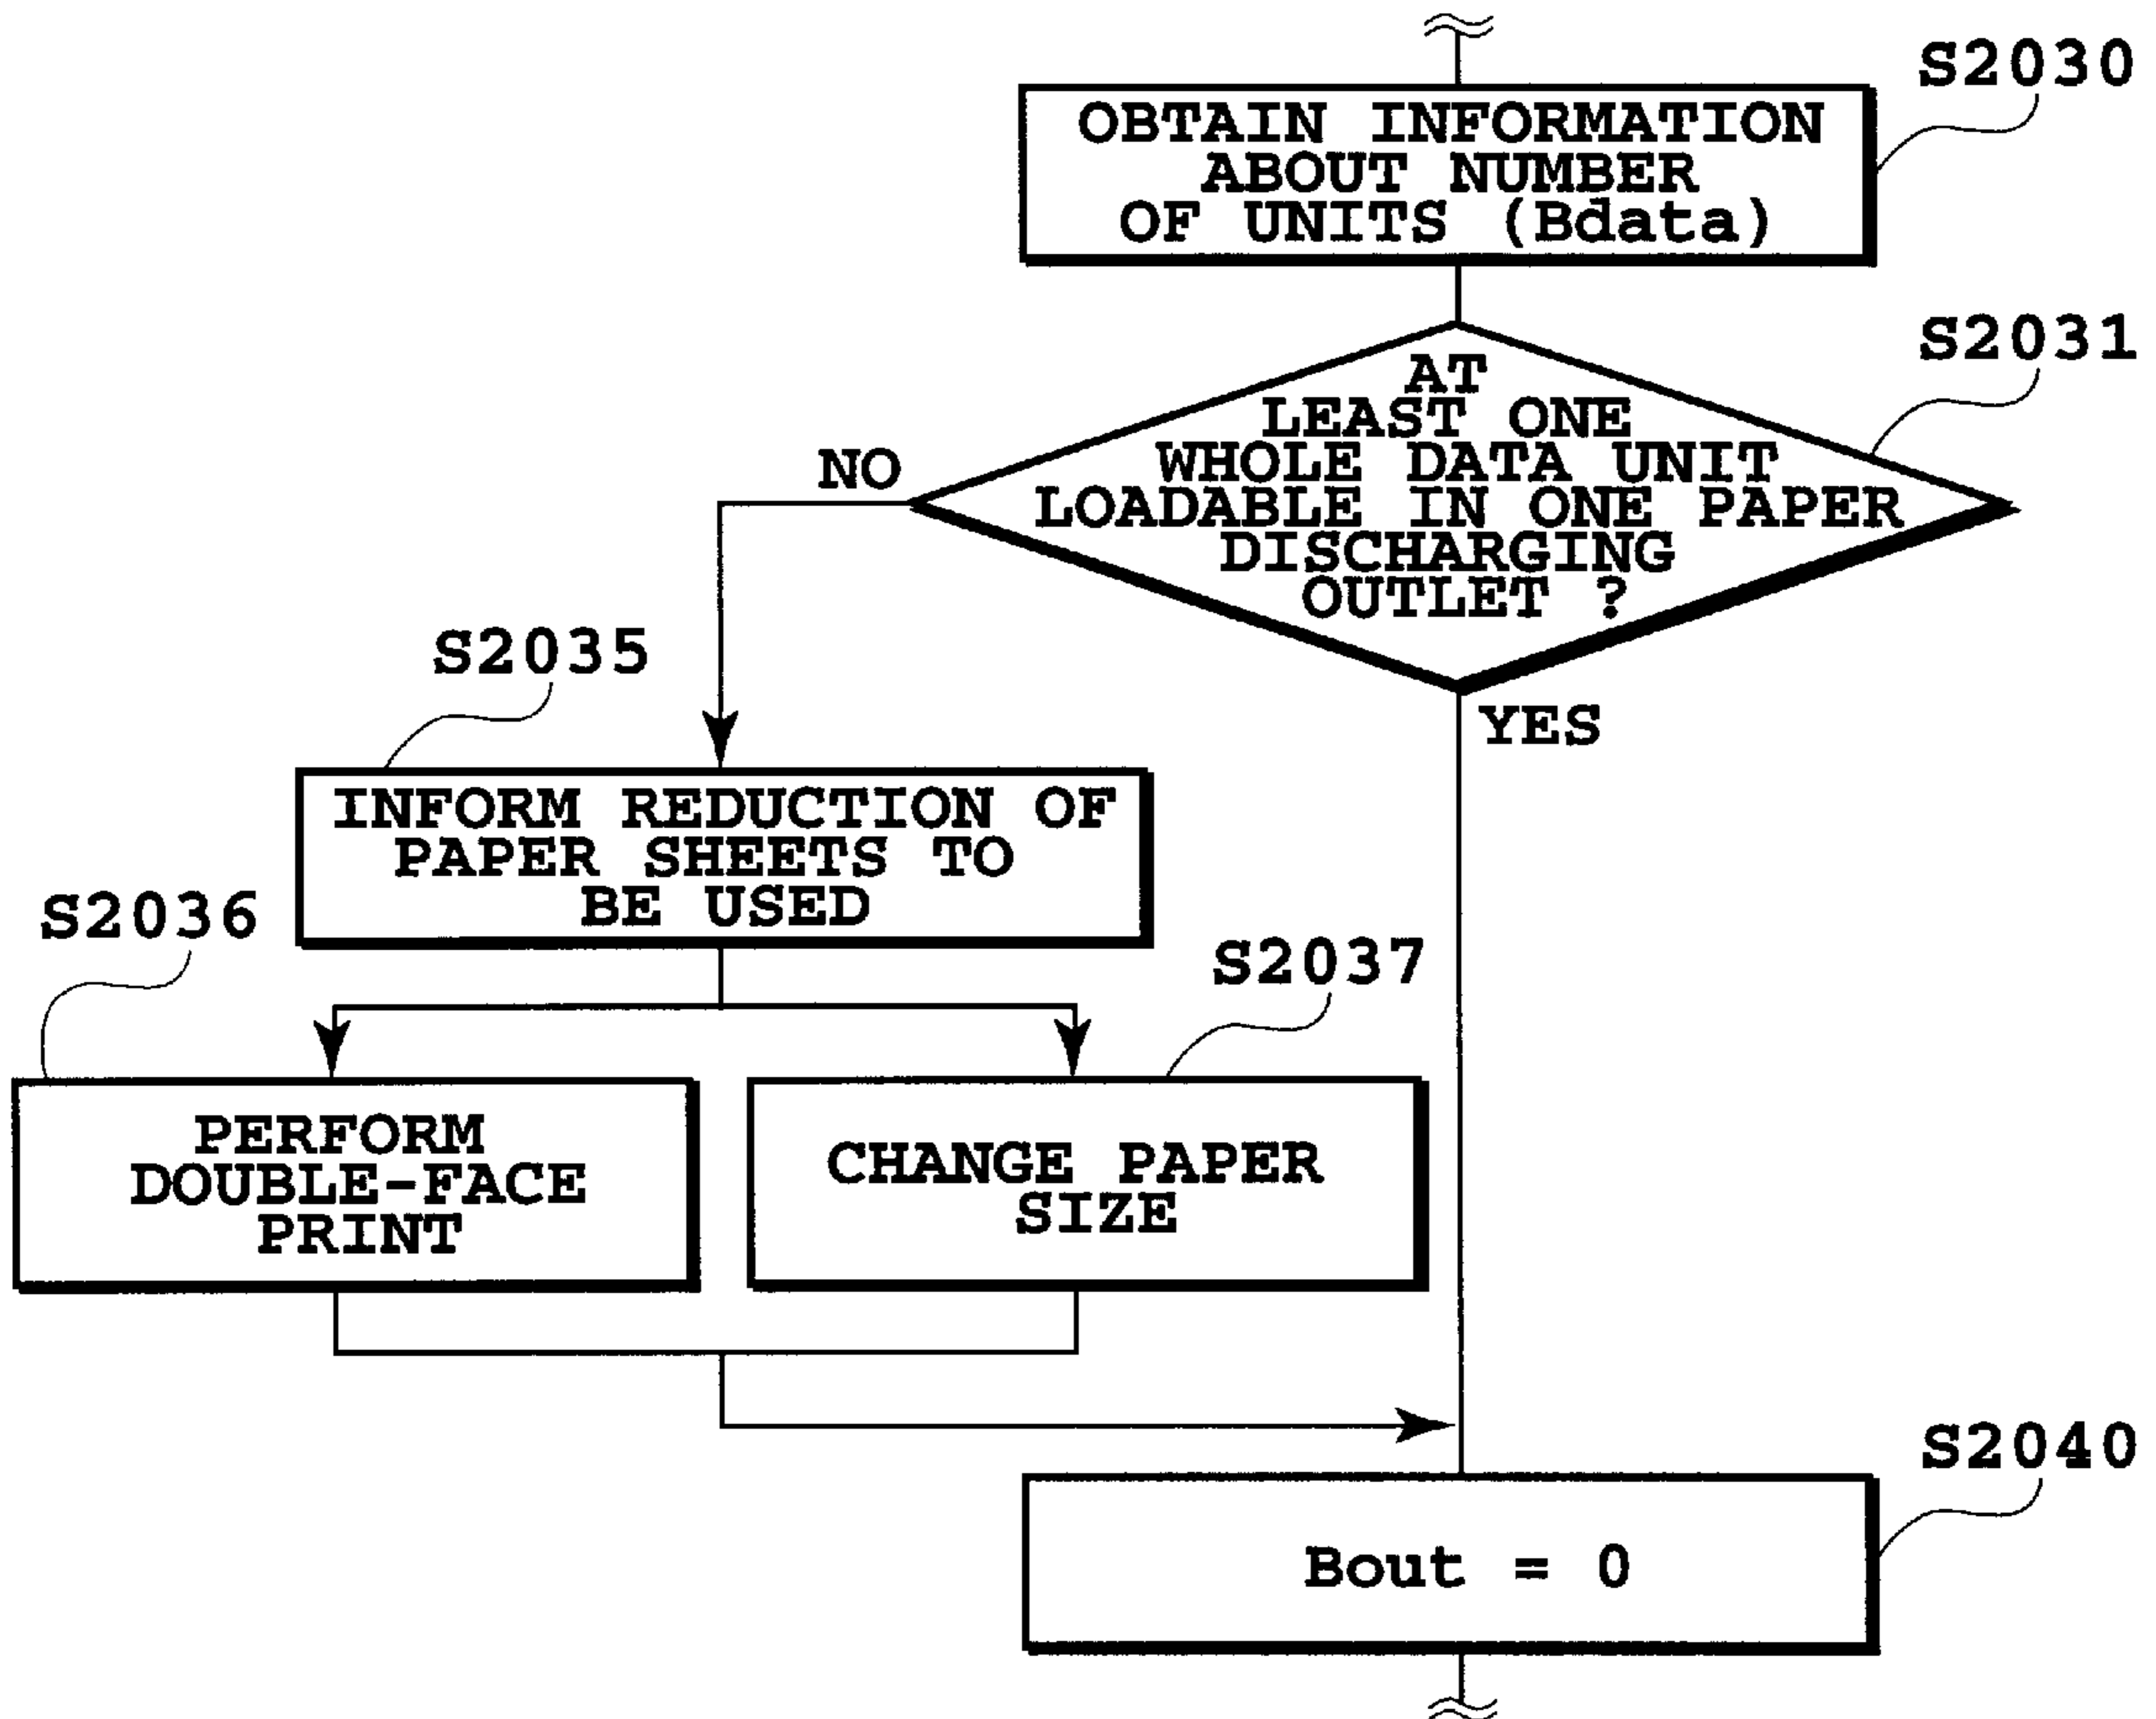 S2030
OBTAIN INFORMATION
ABOUT NUMBER
OF UNITS (Bdata)
S2031
AT
LEAST ONE
WHOLE DATA UNIT
LOADABLE IN ONE PAPER
DISCHARGING
OUTLET ?
NO
YES
S2035
INFORM REDUCTION OF
PAPER SHEETS TO
BE USED
S2036
PERFORM
DOUBLE-FACE
PRINT
S2037
CHANGE PAPER
SIZE
S2040
Bout = 0